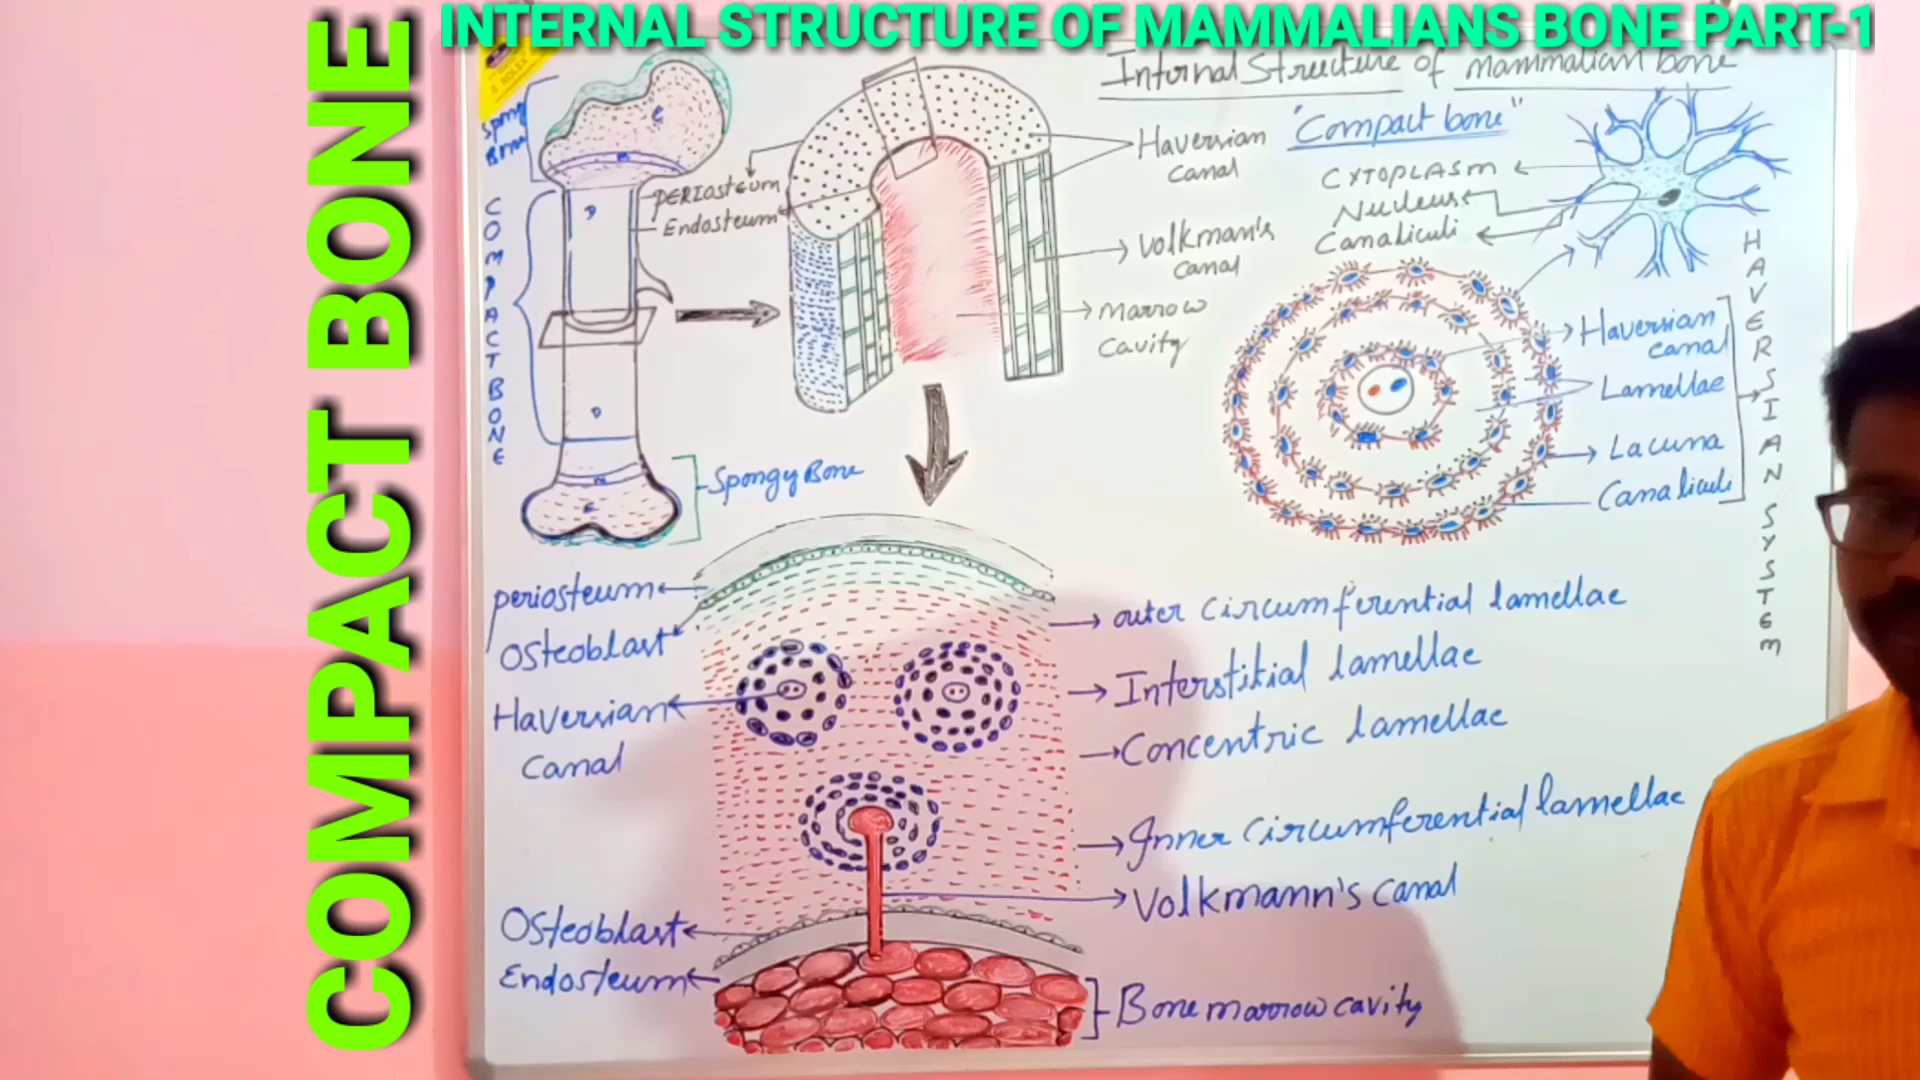 INTERNAL STRUCTURE OF MAMMALIANS BONE PART-1
COMPACT BONE
Internal Structure of mammalian bone
"Compact bone"
Spongy
Bone
COMPACT BONE
PERIosteum
Endosteum
Haversian
canal
Volkman's
canal
Marrow
Cavity
CYTOPLASM
Nucleus
Canaliculi
Haversian
canal
Lamellae
Lacuna
Canaliculi
HAVERSIAN SYSTEM
Spongy Bone
periosteum
Osteoblast
Haversian
Canal
Osteoblast
Endosteum
outer circumferential lamellae
Interstitial lamellae
Concentric lamellae
Inner circumferential lamellae
Volkmann's canal
Bone marrow cavity